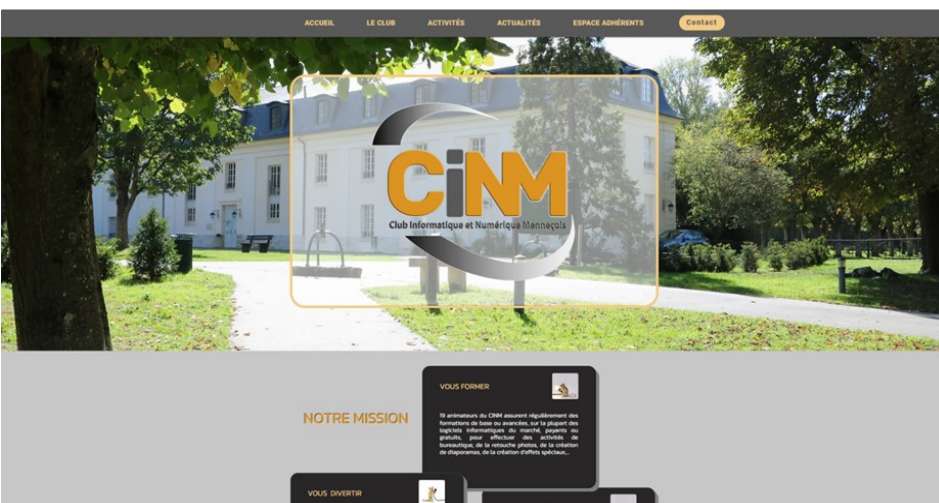 ACCUEIL LE CLUB ACTIVITÉS ACTUALITÉS ESPACE ADHÉRENTS Contact
CiNM
Club Informatique et Numérique Menneçois
NOTRE MISSION
VOUS FORMER
19 animateurs du CINM assurent régulièrement des
formations de base ou avancées, sur la plupart des
logiciels informatiques du marché, payants ou
gratuits, pour effectuer des activités de
bureautique, de la retouche photos, de la création
de diaporamas, de la création d'effets spéciaux,...
VOUS DIVERTIR